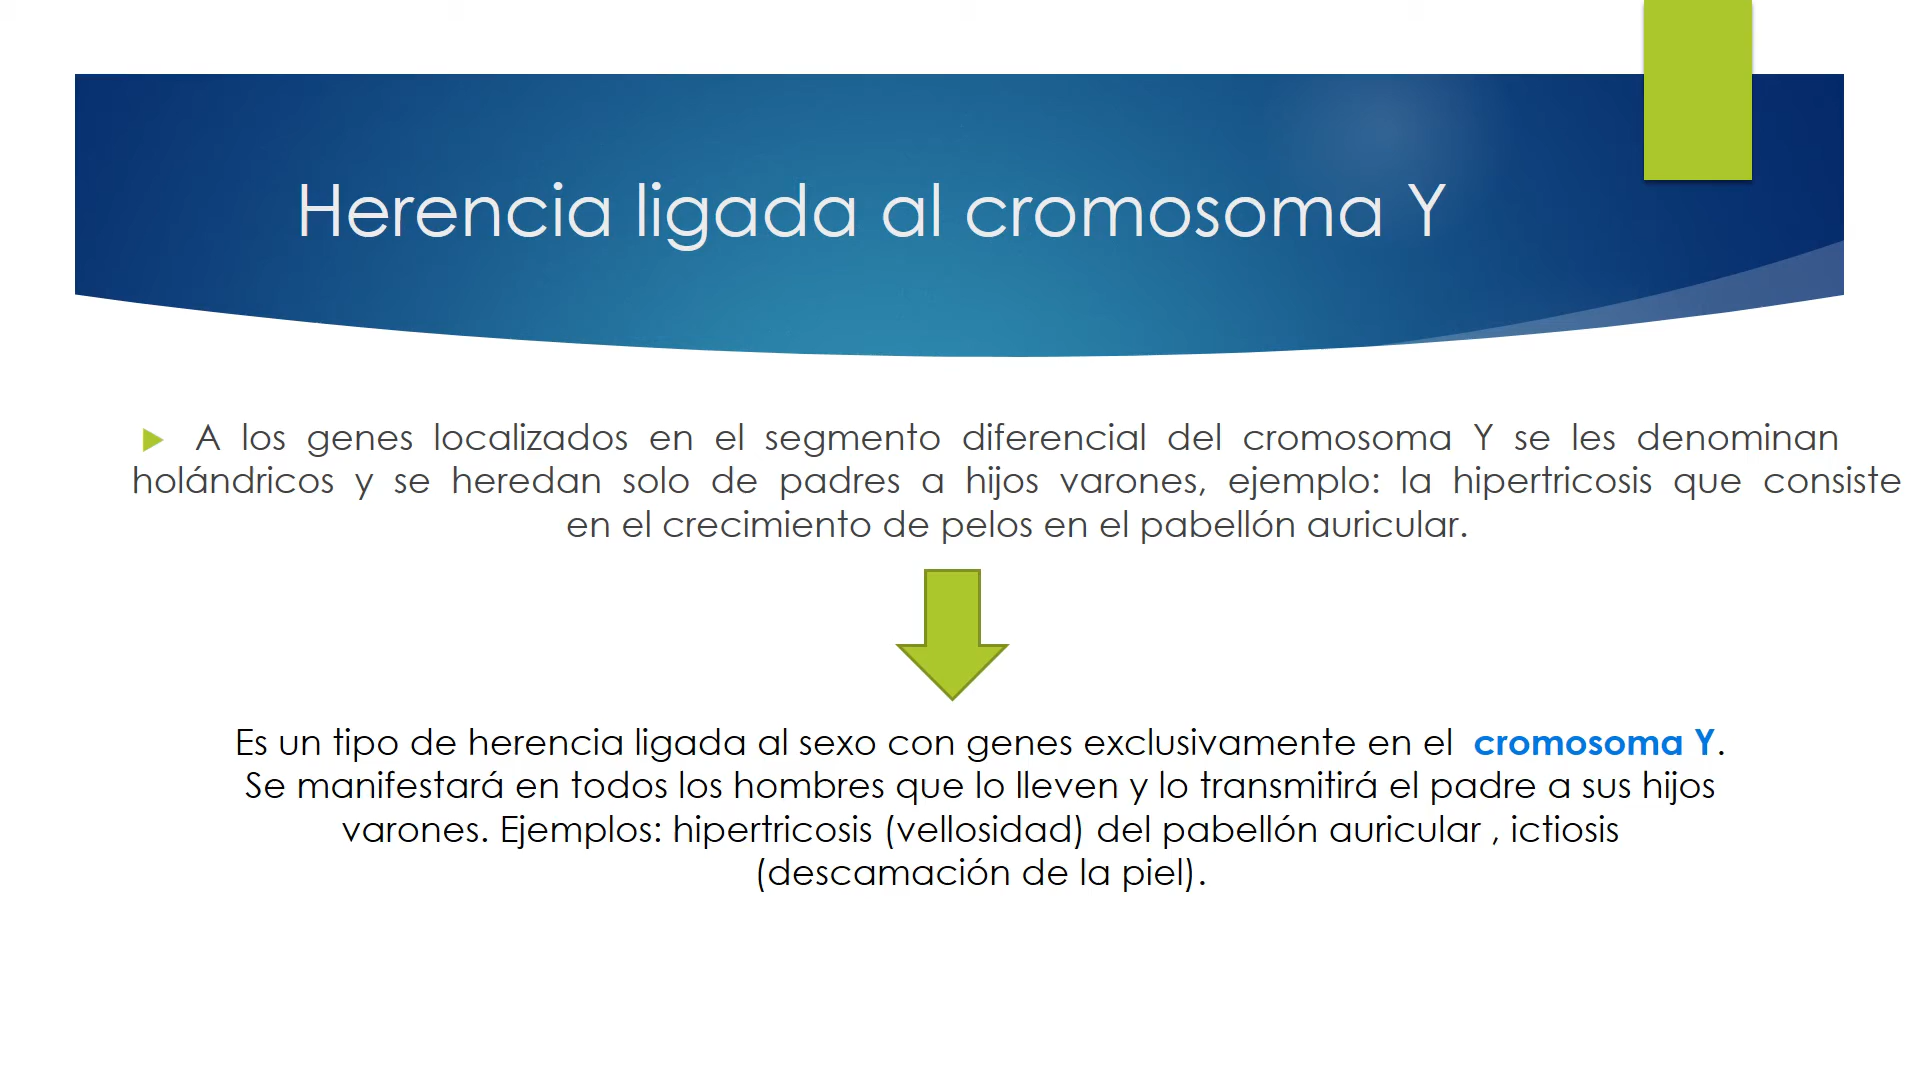 Herencia ligada al cromosoma Y
A los genes localizados en el segmento diferencial del cromosoma Y se les denominan
holándricos y se heredan solo de padres a hijos varones, ejemplo: la hipertricosis que consiste
en el crecimiento de pelos en el pabellón auricular.
Es un tipo de herencia ligada al sexo con genes exclusivamente en el cromosoma Y.
Se manifestará en todos los hombres que lo lleven y lo transmitirá el padre a sus hijos
varones. Ejemplos: hipertricosis (vellosidad) del pabellón auricular , ictiosis
(descamación de la piel).